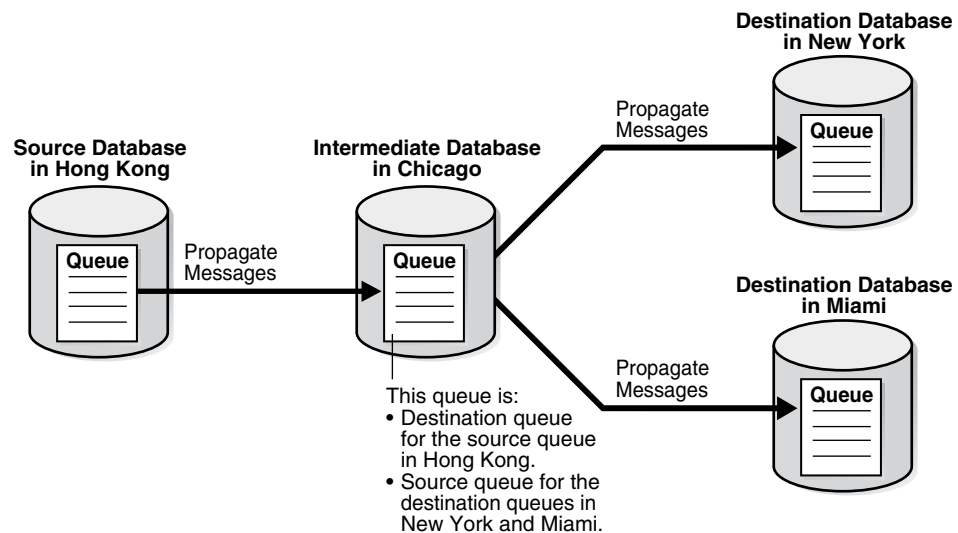 Source Database
in Hong Kong
Queue
Propagate
Messages
Intermediate Database
in Chicago
Queue
This queue is:
• Destination queue
for the source queue
in Hong Kong.
• Source queue for the
destination queues in
New York and Miami.
Propagate
Messages
Destination Database
in New York
Queue
Propagate
Messages
Destination Database
in Miami
Queue